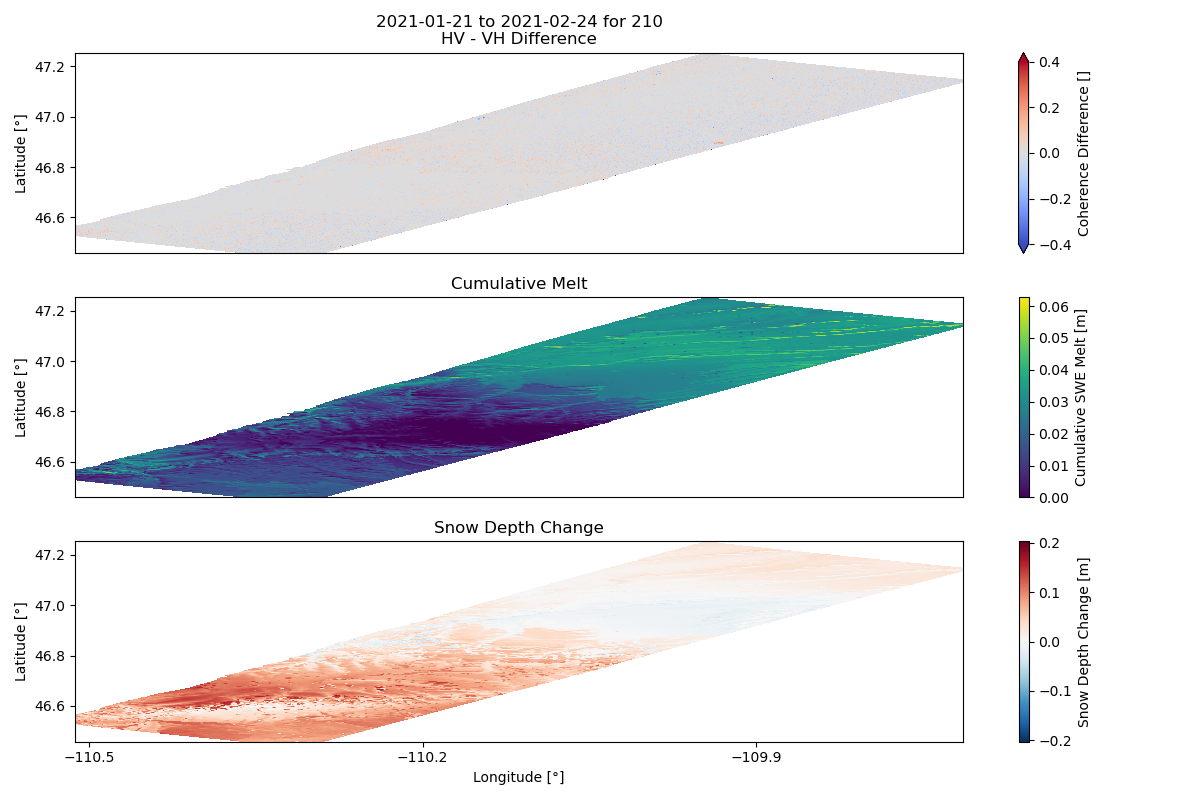 2021-01-21 to 2021-02-24 for 210
HV - VH Difference
47.2
47.0
46.8
46.6
Latitude [°]
0.4
0.2
0.0
−0.2
−0.4
Coherence Difference []
Cumulative Melt
47.2
47.0
46.8
46.6
Latitude [°]
0.06
0.05
0.04
0.03
0.02
0.01
0.00
Cumulative SWE Melt [m]
Snow Depth Change
47.2
47.0
46.8
46.6
Latitude [°]
0.2
0.1
0.0
−0.1
−0.2
Snow Depth Change [m]
−110.5
−110.2
−109.9
Longitude [°]